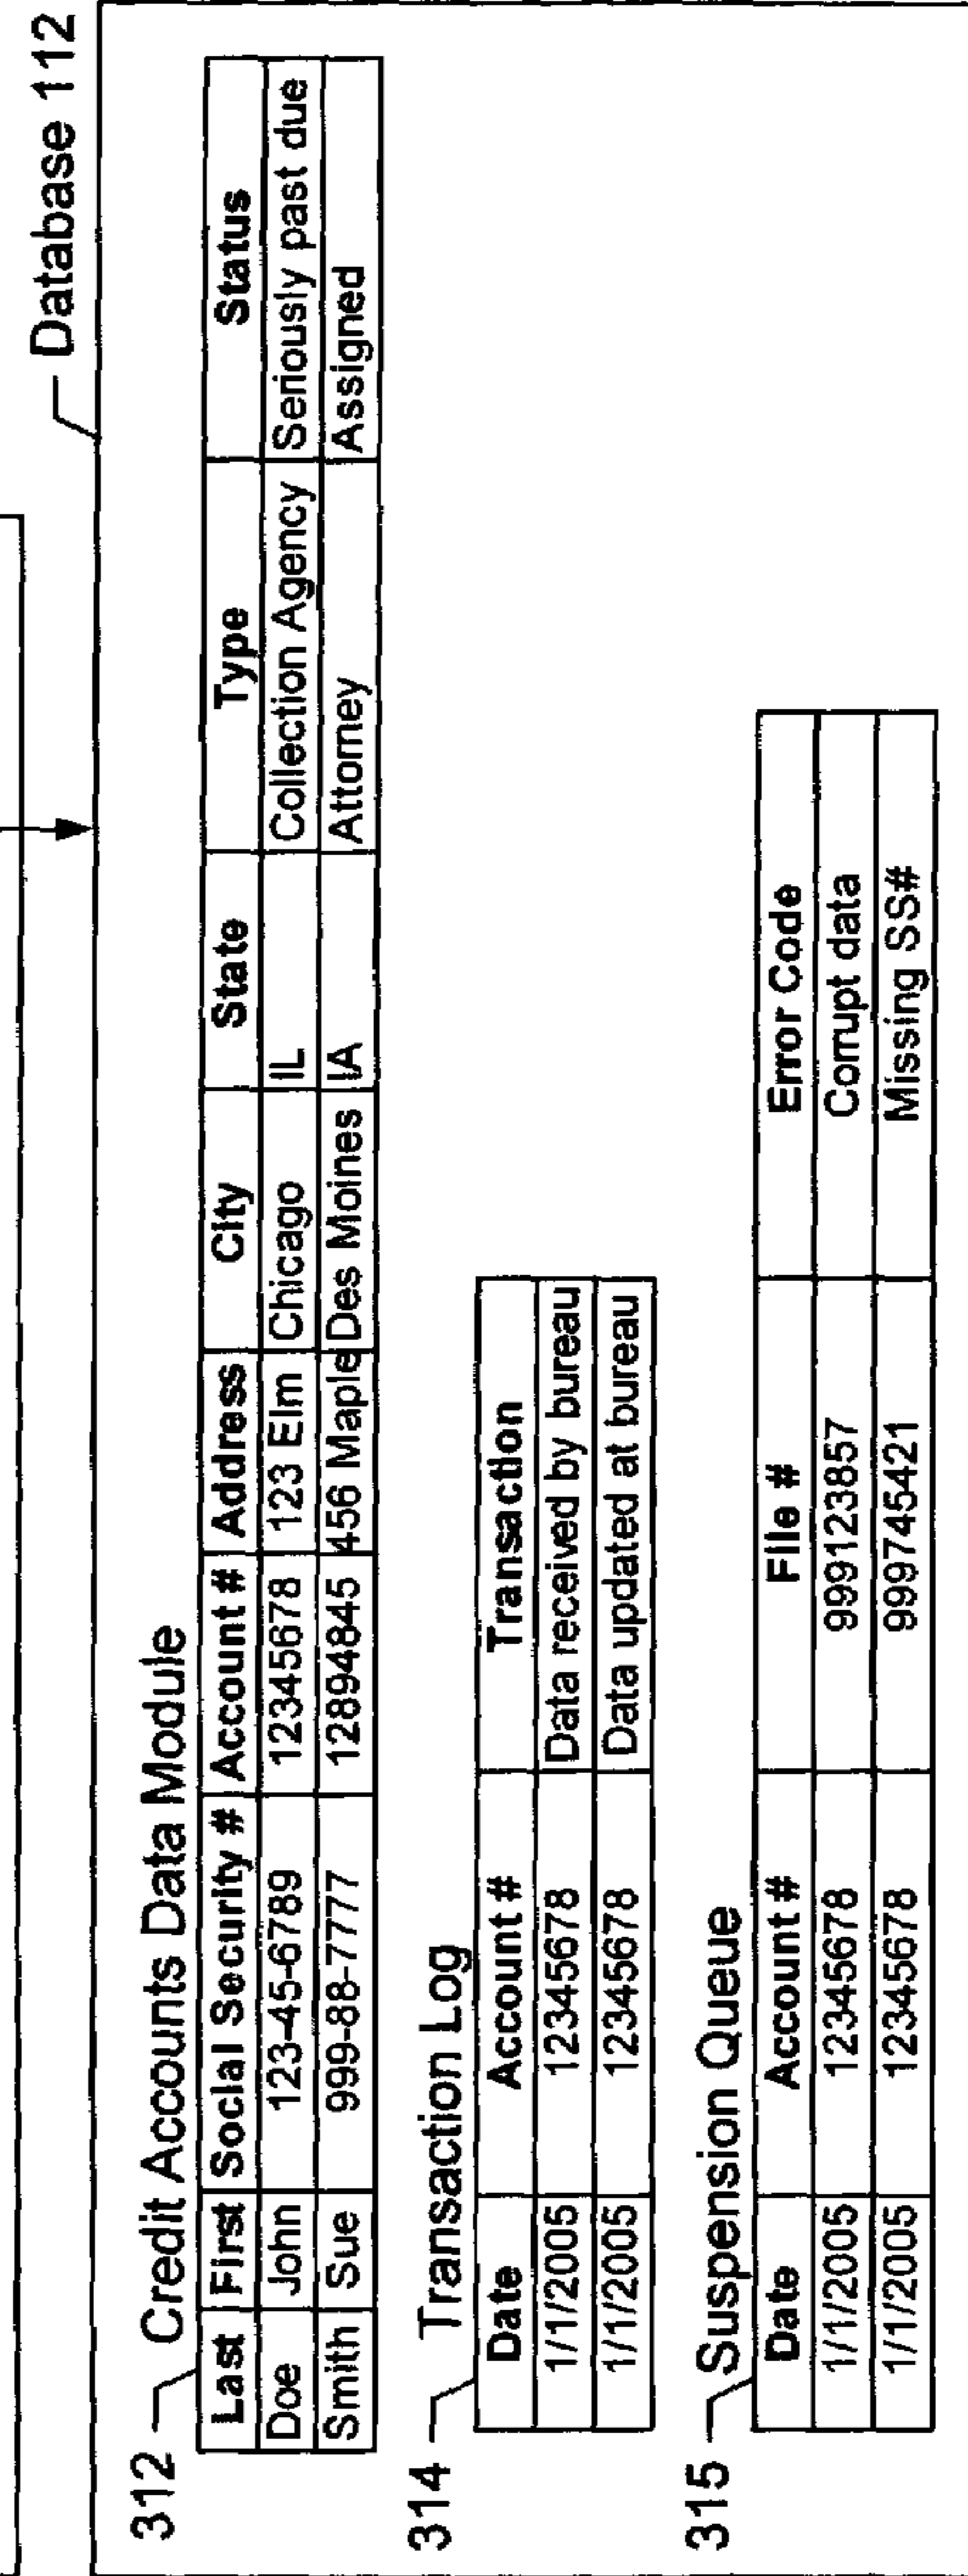 Database 112
312 Credit Accounts Data Module
Last First Social Security # Account # Address City State Type Status
Doe John 123-45-6789 12345678 123 Elm Chicago IL Collection Agency Seriously past due
Smith Sue 999-88-7777 12894845 456 Maple Des Moines IA Attorney Assigned
314 Transaction Log
Date Account # Transaction
1/1/2005 12345678 Data received by bureau
1/1/2005 12345678 Data updated at bureau
315 Suspension Queue
Date Account # File # Error Code
1/1/2005 12345678 999123857 Corrupt data
1/1/2005 12345678 999745421 Missing SS#